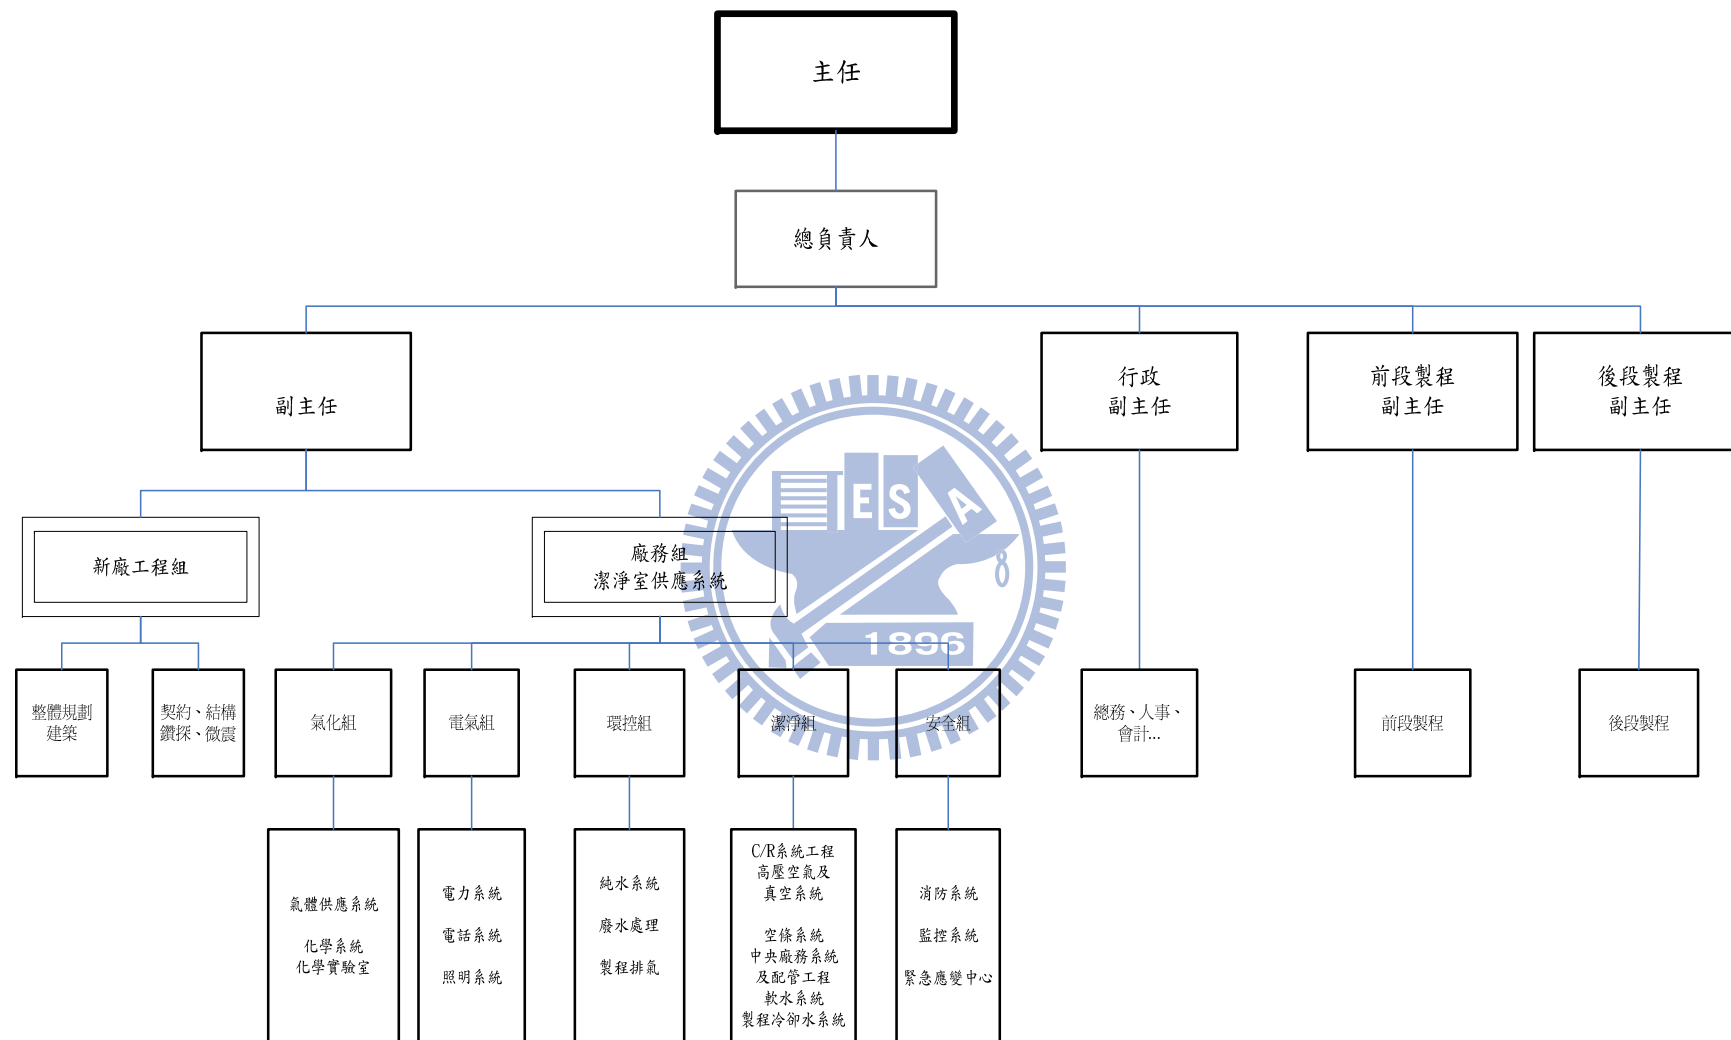 主任
總負責人
副主任
行政
副主任
前段製程
副主任
後段製程
副主任
新廠工程組
廠務組
潔淨室供應系統
E S A
1896
整體規劃
建築
契約、結構
鑽探、微震
氣化組
電氣組
環控組
潔淨組
安全組
總務、人事、
會計...
前段製程
後段製程
氣體供應系統
化學系統
化學實驗室
電力系統
電話系統
照明系統
純水系統
廢水處理
製程排氣
C/R系統工程
高壓空氣及
真空系統
空條系統
中央廠務系統
及配管工程
軟水系統
製程冷卻水系統
消防系統
監控系統
緊急應變中心